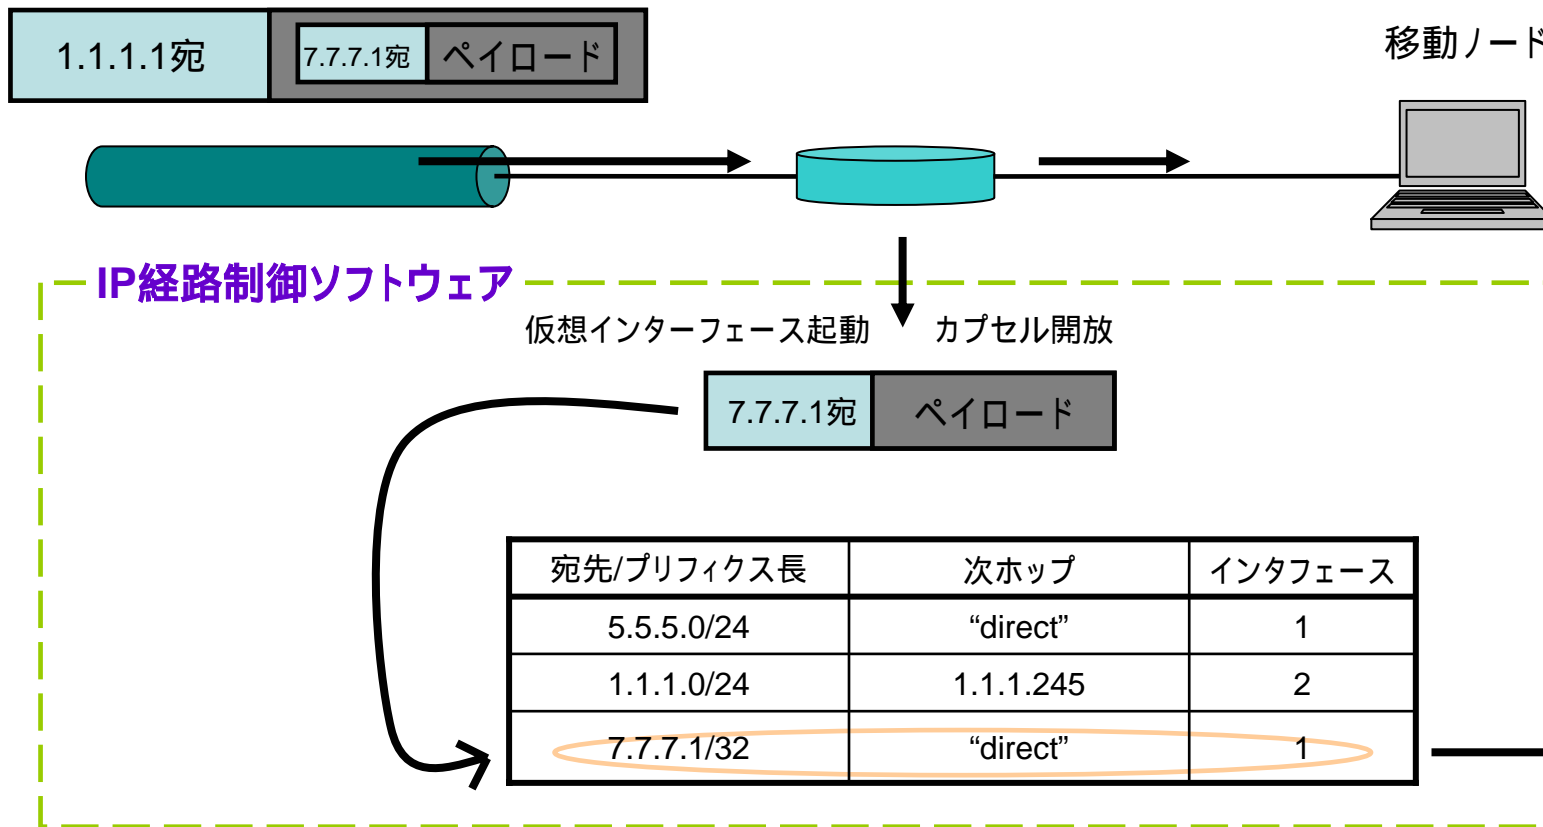 1.1.1.1宛
7.7.7.1宛 ペイロード
移動ノード
IP経路制御ソフトウェア
仮想インターフェース起動 カプセル開放
7.7.7.1宛 ペイロード
宛先/プリフィクス長 次ホップ インタフェース
5.5.5.0/24 “direct” 1
1.1.1.0/24 1.1.1.245 2
7.7.7.1/32 “direct” 1